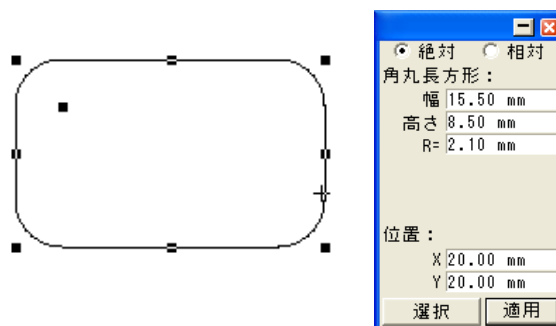 絶対 相対
角丸長方形：
幅 15.50 mm
高さ 8.50 mm
R= 2.10 mm
位置：
X 20.00 mm
Y 20.00 mm
選択 適用